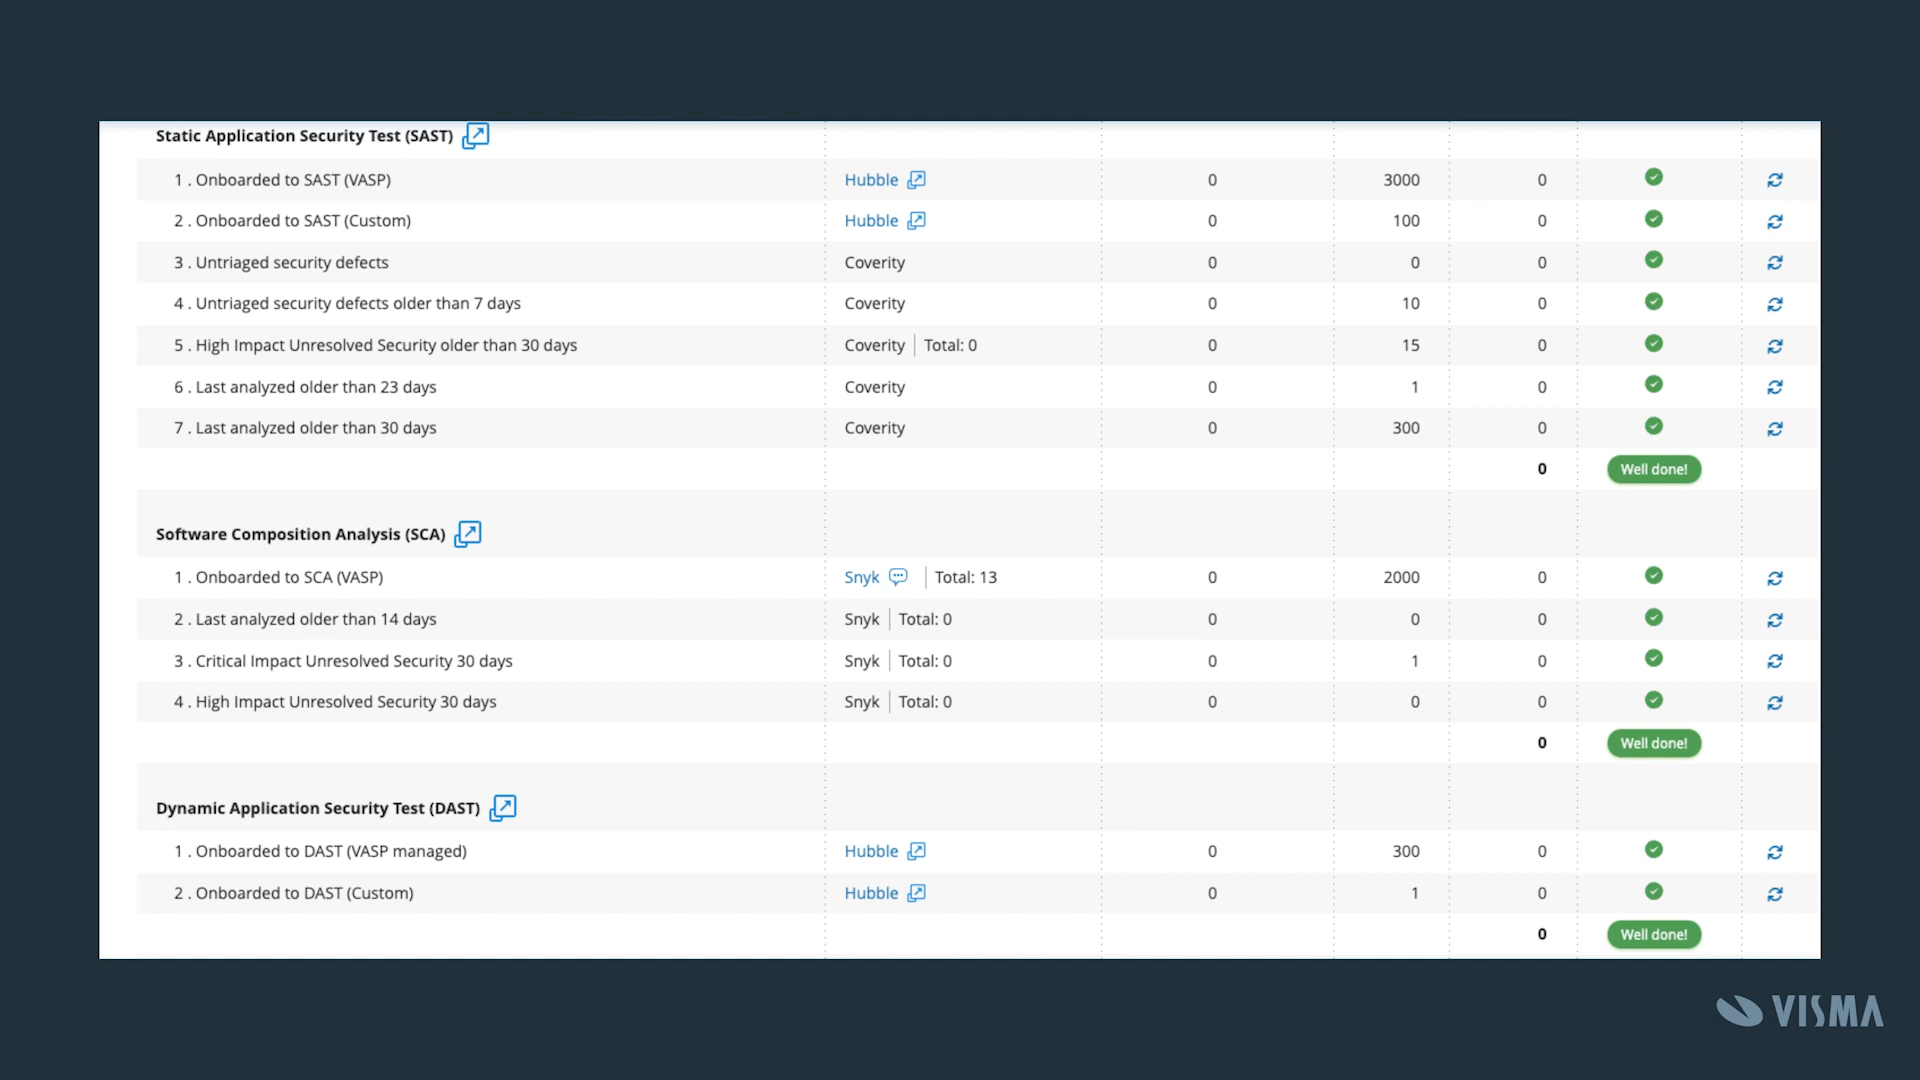 Static Application Security Test (SAST)
1 . Onboarded to SAST (VASP) Hubble 0 3000 0
2 . Onboarded to SAST (Custom) Hubble 0 100 0
3 . Untriaged security defects Coverity 0 0 0
4 . Untriaged security defects older than 7 days Coverity 0 10 0
5 . High Impact Unresolved Security older than 30 days Coverity Total: 0 0 15 0
6 . Last analyzed older than 23 days Coverity 0 1 0
7 . Last analyzed older than 30 days Coverity 0 300 0
0 Well done!
Software Composition Analysis (SCA)
1 . Onboarded to SCA (VASP) Snyk Total: 13 0 2000 0
2 . Last analyzed older than 14 days Snyk Total: 0 0 0 0
3 . Critical Impact Unresolved Security 30 days Snyk Total: 0 0 1 0
4 . High Impact Unresolved Security 30 days Snyk Total: 0 0 0 0
0 Well done!
Dynamic Application Security Test (DAST)
1 . Onboarded to DAST (VASP managed) Hubble 0 300 0
2 . Onboarded to DAST (Custom) Hubble 0 1 0
0 Well done!
VISMA